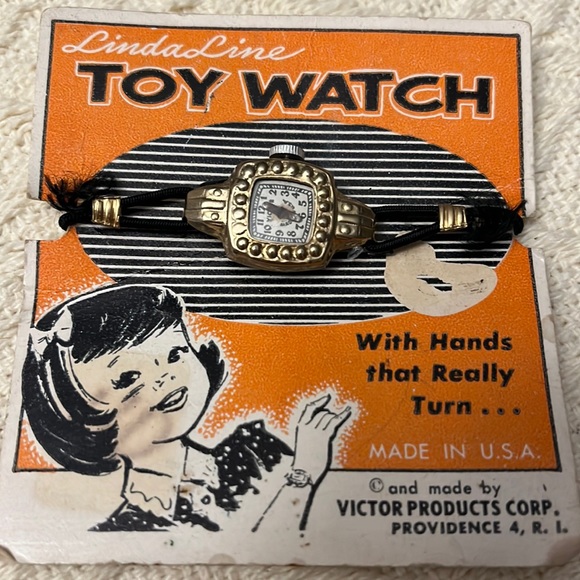 LindaLine
TOY WATCH
With Hands
that Really
Turn...
MADE IN U.S.A.
© and made by
VICTOR PRODUCTS CORP.
PROVIDENCE 4, R. I.